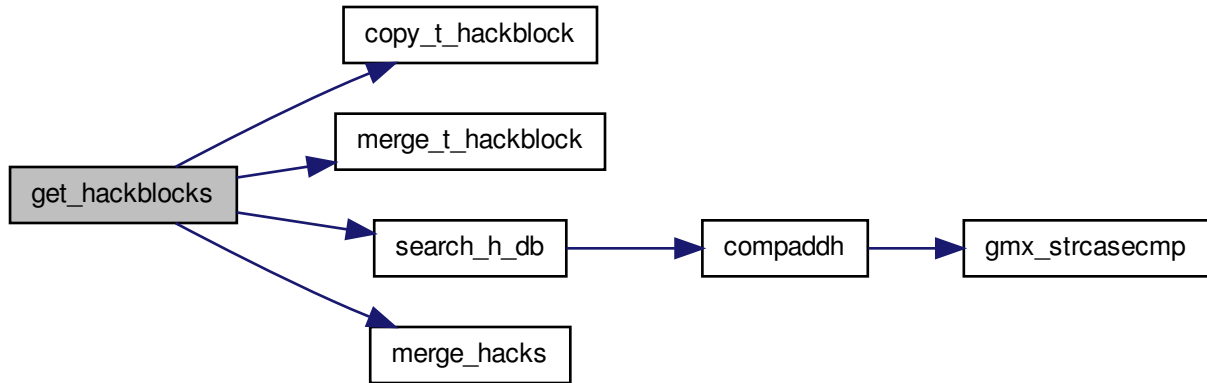 copy_t_hackblock
merge_t_hackblock
get_hackblocks
search_h_db
compaddh
gmx_strcasecmp
merge_hacks